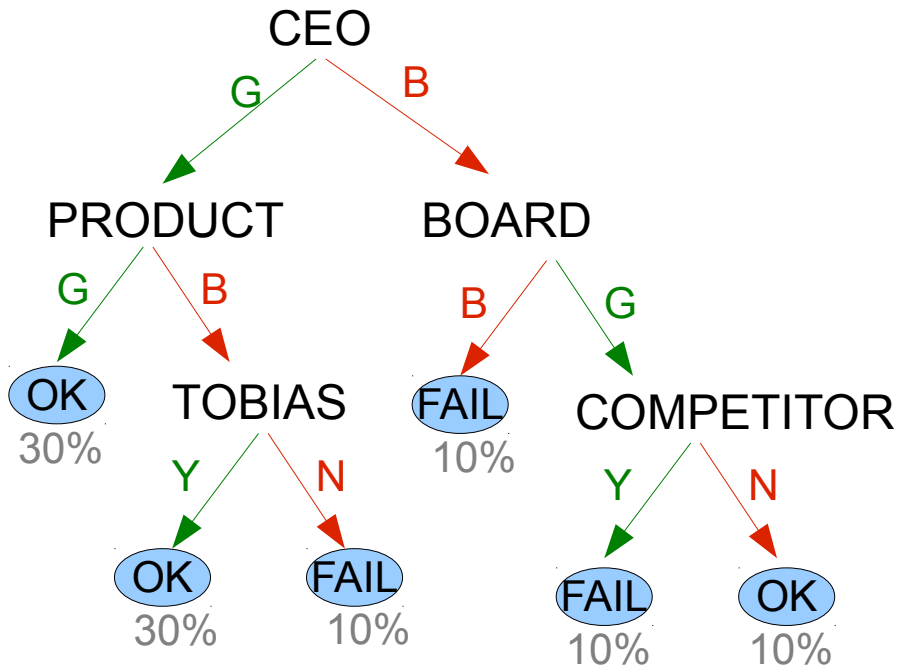 CEO
G B
PRODUCT BOARD
G B B G
OK TOBIAS FAIL COMPETITOR
30% 10%
Y N Y N
OK FAIL FAIL OK
30% 10% 10% 10%